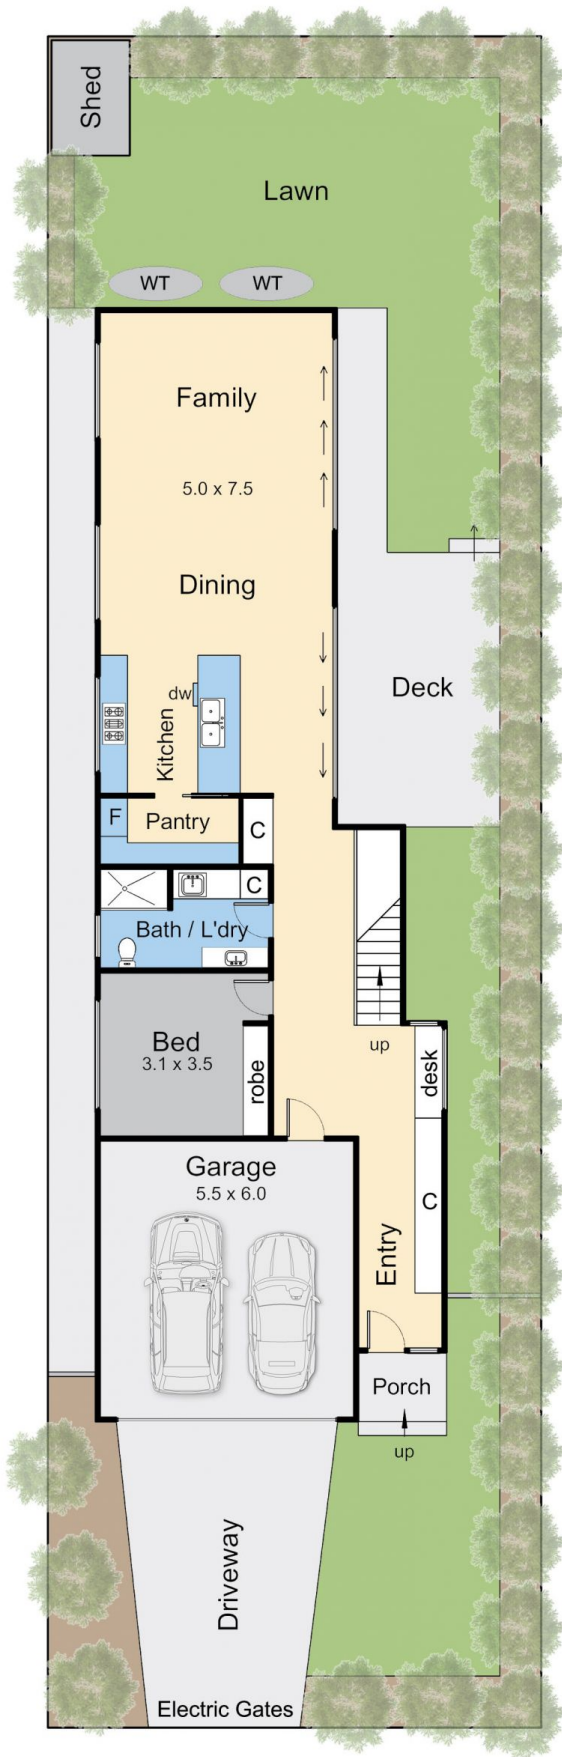 Shed
Lawn
WT
WT
Family
5.0 x 7.5
Dining
Deck
dw
Kitchen
F
Pantry
C
C
Bath / L'dry
Bed
3.1 x 3.5
robe
up
desk
Garage
5.5 x 6.0
C
Entry
Porch
up
Driveway
Electric Gates